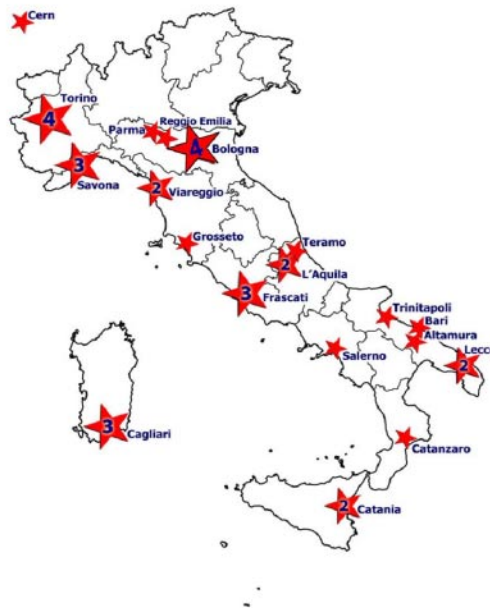 Cern
4
Torino
Parma
Reggio Emilia
4
Bologna
3
Savona
2
Viareggio
Grosseto
Teramo
2
L'Aquila
3
Frascati
Trinitapoli
Bari
Altamura
Salerno
2
Lecce
3
Cagliari
Catanzaro
2
Catania